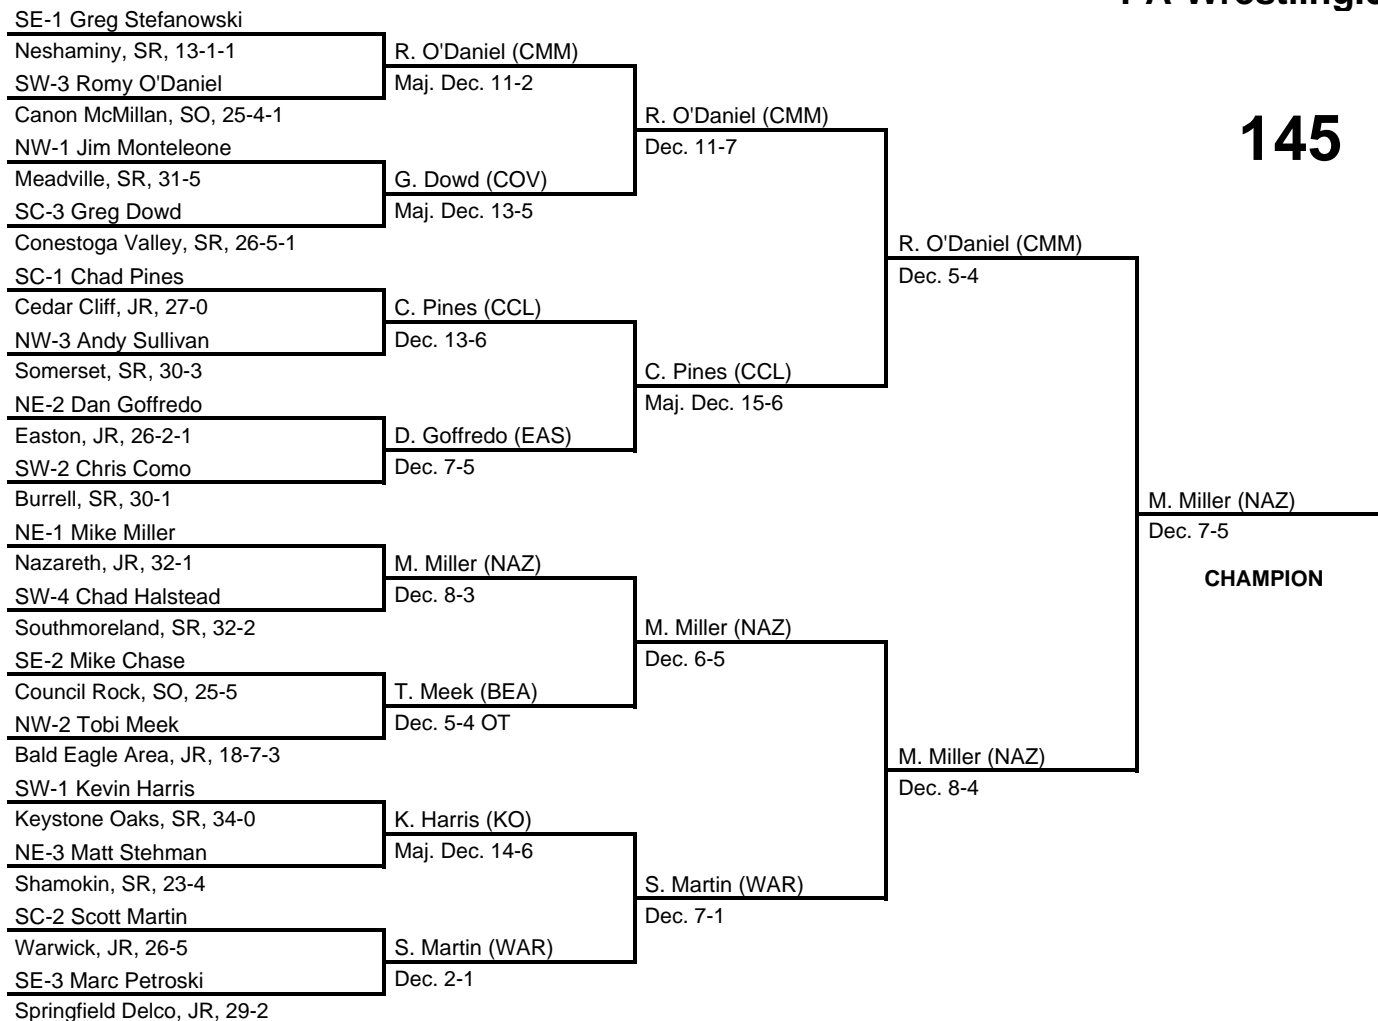 SE-1 Greg Stefanowski
Neshaminy, SR, 13-1-1
SW-3 Romy O'Daniel
Canon McMillan, SO, 25-4-1
NW-1 Jim Monteleone
Meadville, SR, 31-5
SC-3 Greg Dowd
Conestoga Valley, SR, 26-5-1
SC-1 Chad Pines
Cedar Cliff, JR, 27-0
NW-3 Andy Sullivan
Somerset, SR, 30-3
NE-2 Dan Goffredo
Easton, JR, 26-2-1
SW-2 Chris Como
Burrell, SR, 30-1
NE-1 Mike Miller
Nazareth, JR, 32-1
SW-4 Chad Halstead
Southmoreland, SR, 32-2
SE-2 Mike Chase
Council Rock, SO, 25-5
NW-2 Tobi Meek
Bald Eagle Area, JR, 18-7-3
SW-1 Kevin Harris
Keystone Oaks, SR, 34-0
NE-3 Matt Stehman
Shamokin, SR, 23-4
SC-2 Scott Martin
Warwick, JR, 26-5
SE-3 Marc Petroski
Springfield Delco, JR, 29-2
R. O'Daniel (CMM)
Maj. Dec. 11-2
G. Dowd (COV)
Maj. Dec. 13-5
C. Pines (CCL)
Dec. 13-6
D. Goffredo (EAS)
Dec. 7-5
M. Miller (NAZ)
Dec. 8-3
T. Meek (BEA)
Dec. 5-4 OT
K. Harris (KO)
Maj. Dec. 14-6
S. Martin (WAR)
Dec. 2-1
R. O'Daniel (CMM)
Dec. 11-7
C. Pines (CCL)
Maj. Dec. 15-6
M. Miller (NAZ)
Dec. 6-5
S. Martin (WAR)
Dec. 7-1
R. O'Daniel (CMM)
Dec. 5-4
M. Miller (NAZ)
Dec. 8-4
145
M. Miller (NAZ)
Dec. 7-5
CHAMPION